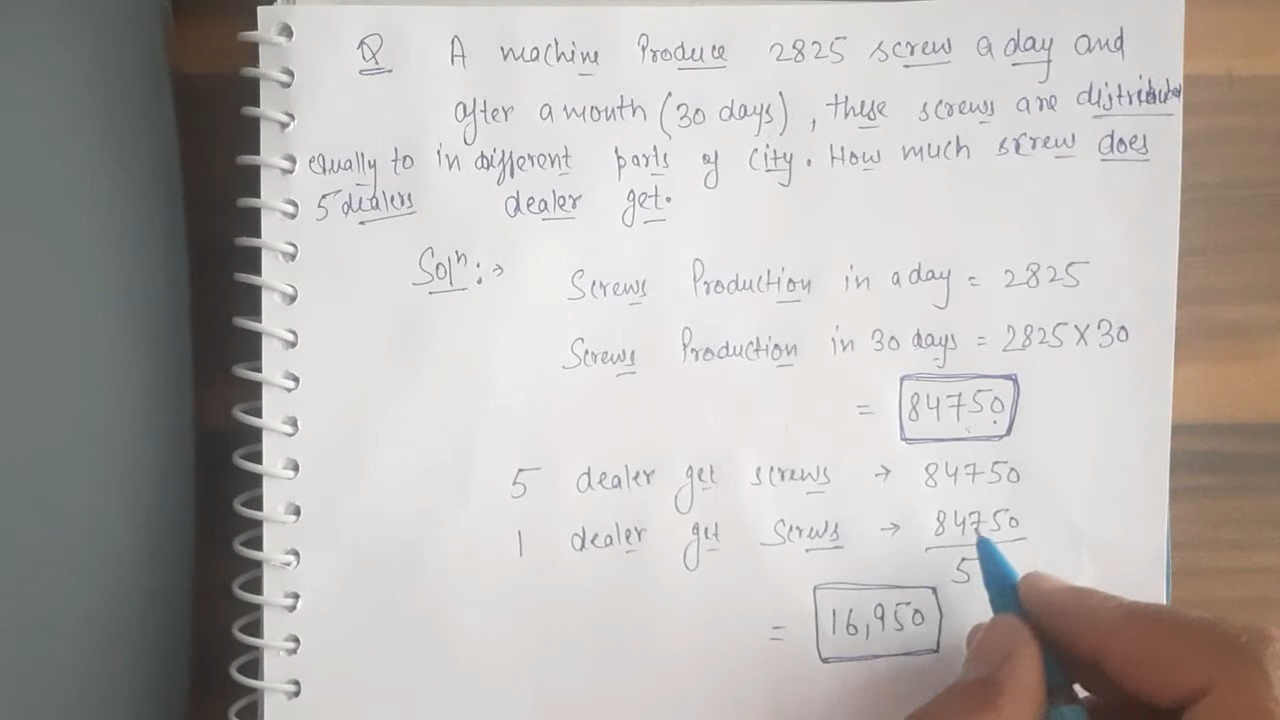 Q A machine Produce 2825 screw a day and
after a month (30 days), these screws are distributed
equally to in different parts of city. How much screw does
5 dealers dealer get.
Solⁿ:→ Screws Production in a day = 2825
Screws Production in 30 days = 2825 X 30
= 84750
5 dealer get screws → 84750
1 dealer get Screws → 84750
5
= 16,950